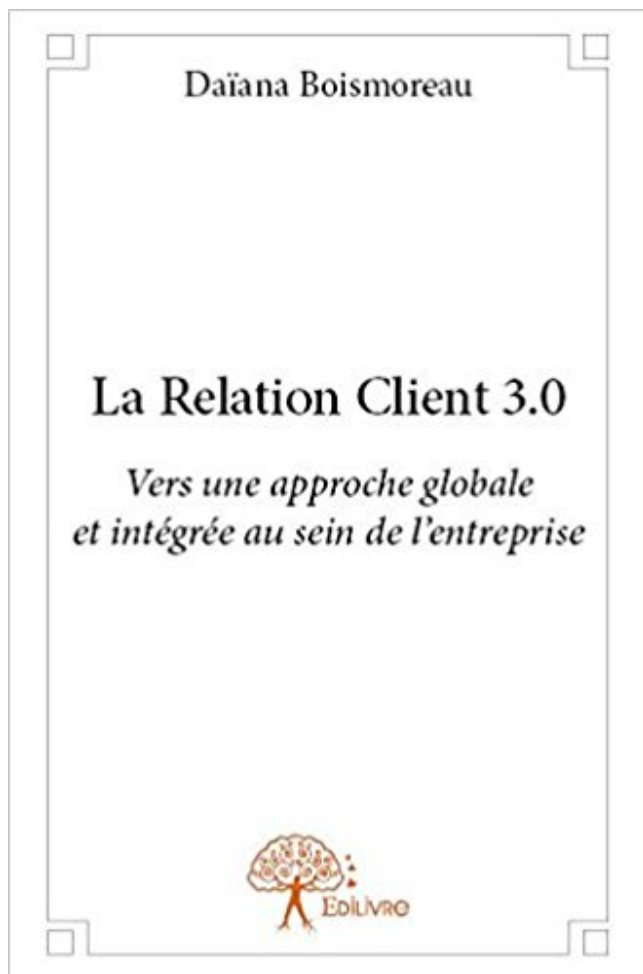 Daïana Boismoreau
La Relation Client 3.0
Vers une approche globale
et intégrée au sein de l’entreprise
EDILIVRE